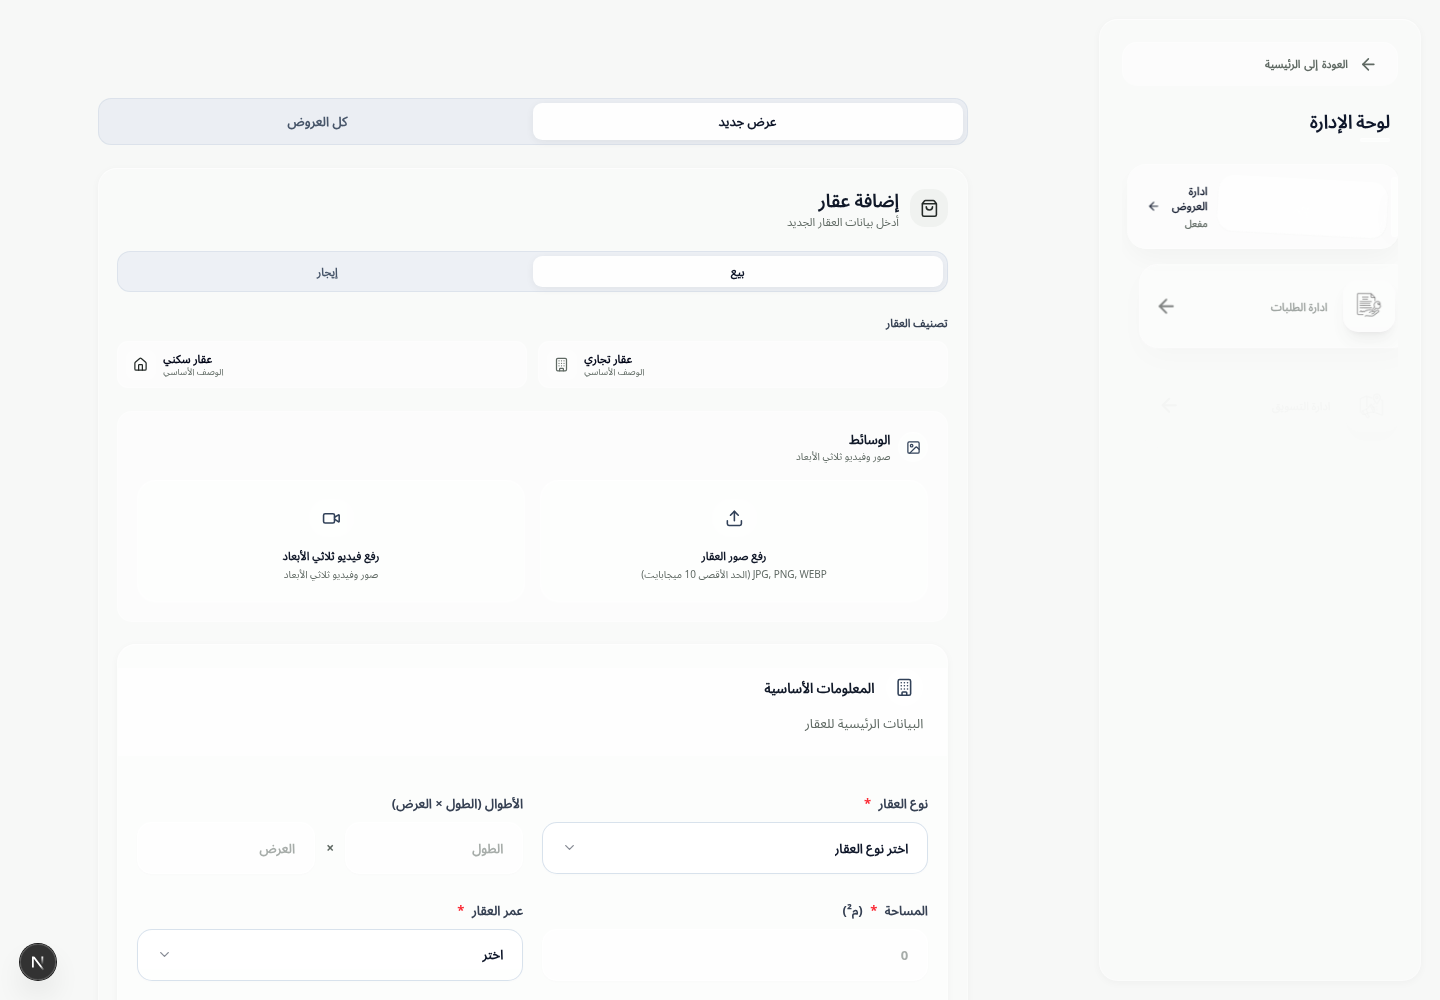 العودة إلى الرئيسية
لوحة الإدارة
ادارة
العروض
مفعل
ادارة الطلبات
عرض جديد
كل العروض
إضافة عقار
أدخل بيانات العقار الجديد
بيع
إيجار
تصنيف العقار
عقار تجاري
الوصف الأساسي
عقار سكني
الوصف الأساسي
الوسائط
صور وفيديو ثلاثي الأبعاد
رفع صور العقار
JPG, PNG, WEBP (الحد الأقصى 10 ميجابايت)
رفع فيديو ثلاثي الأبعاد
صور وفيديو ثلاثي الأبعاد
المعلومات الأساسية
البيانات الرئيسية للعقار
نوع العقار *
اختر نوع العقار
الأطوال (الطول × العرض)
الطول × العرض
المساحة * (م²)
0
عمر العقار *
اختر
N